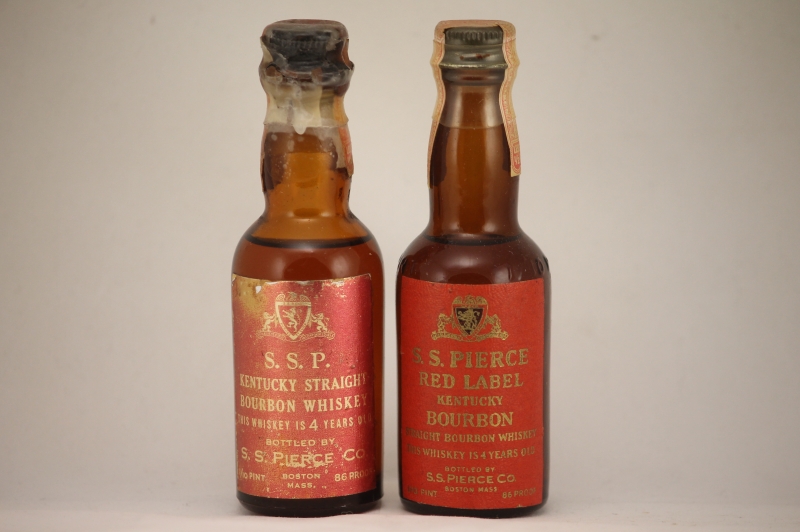 S. S. P.
KENTUCKY STRAIGHT
BOURBON WHISKEY
THIS WHISKEY IS 4 YEARS OLD
BOTTLED BY
S. S. PIERCE CO.
PINT BOSTON 86 PROOF
MASS.
S. S. PIERCE
RED LABEL
KENTUCKY
BOURBON
STRAIGHT BOURBON WHISKEY
THIS WHISKEY IS 4 YEARS OLD
BOTTLED BY
S.S. PIERCE CO.
PINT BOSTON MASS. 86 PROOF